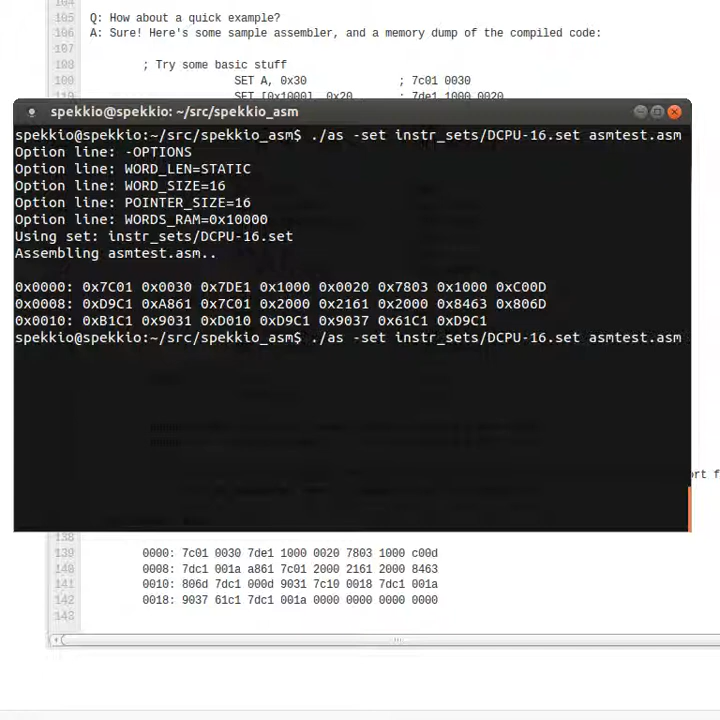 104
105 Q: How about a quick example?
106 A: Sure! Here's some sample assembler, and a memory dump of the compiled code:
107
108 ; Try some basic stuff
109 SET A, 0x30 ; 7c01 0030
110 SET [0x1000], 0x20 ; 7de1 1000 0020
spekkio@spekkio: ~/src/spekkio_asm
spekkio@spekkio:~/src/spekkio_asm$ ./as -set instr_sets/DCPU-16.set asmtest.asm
Option line: -OPTIONS
Option line: WORD_LEN=STATIC
Option line: WORD_SIZE=16
Option line: POINTER_SIZE=16
Option line: WORDS_RAM=0x10000
Using set: instr_sets/DCPU-16.set
Assembling asmtest.asm..
0x0000: 0x7C01 0x0030 0x7DE1 0x1000 0x0020 0x7803 0x1000 0xC00D
0x0008: 0xD9C1 0xA861 0x7C01 0x2000 0x2161 0x2000 0x8463 0x806D
0x0010: 0xB1C1 0x9031 0xD010 0xD9C1 0x9037 0x61C1 0xD9C1
spekkio@spekkio:~/src/spekkio_asm$ ./as -set instr_sets/DCPU-16.set asmtest.asm
138
139 0000: 7c01 0030 7de1 1000 0020 7803 1000 c00d
140 0008: 7dc1 001a a861 7c01 2000 2161 2000 8463
141 0010: 806d 7dc1 000d 9031 7c10 0018 7dc1 001a
142 0018: 9037 61c1 7dc1 001a 0000 0000 0000 0000
143